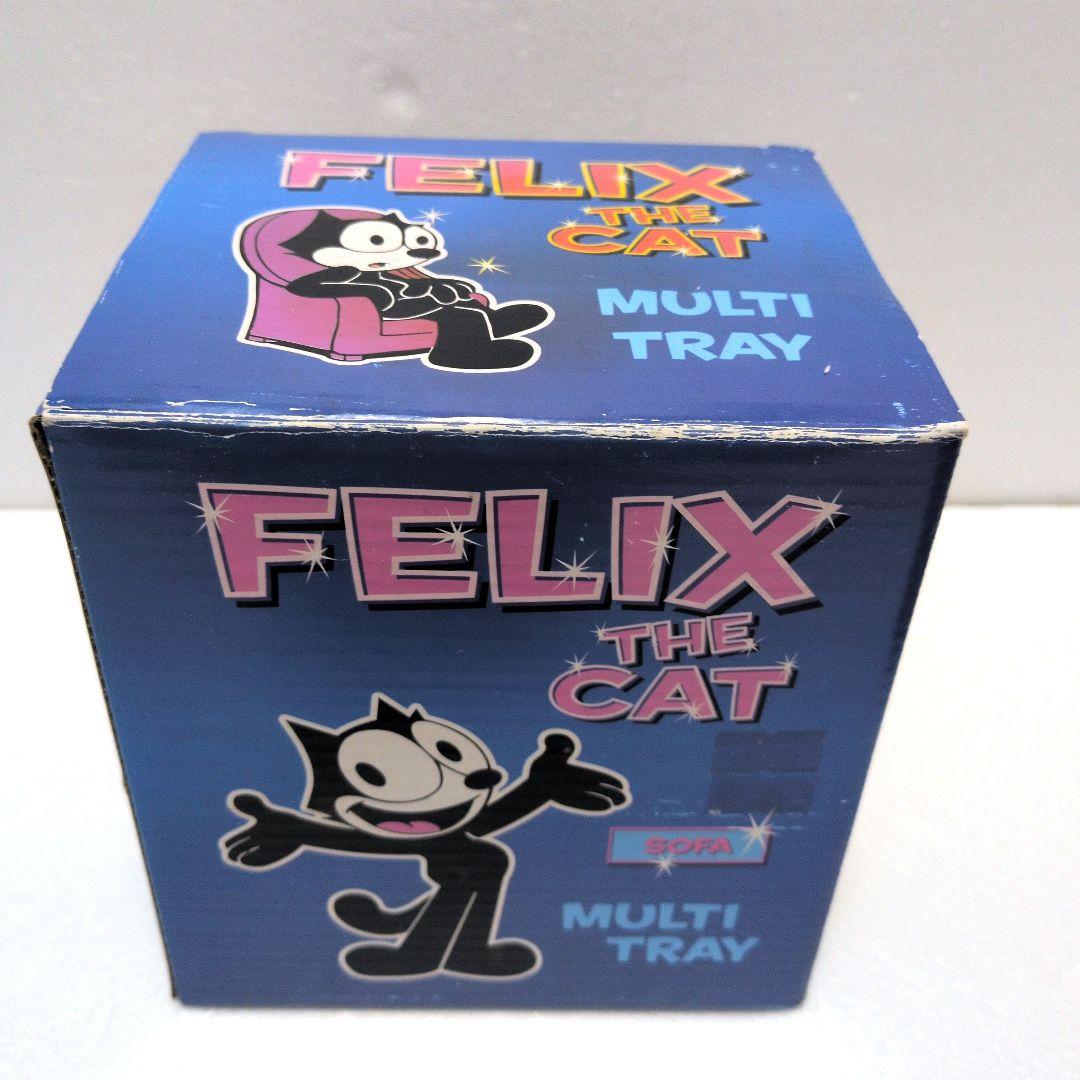 FELIX
THE
CAT
MULTI
TRAY
FELIX
THE
CAT
SOFA
MULTI
TRAY